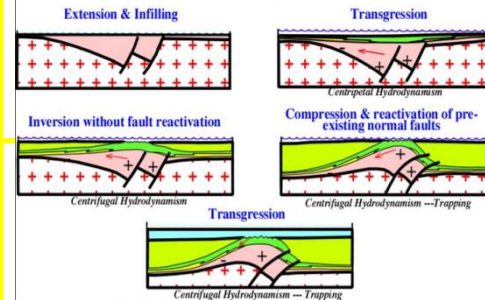 Extension & Infilling
Transgression
Centripetal Hydrodynamism
Inversion without fault reactivation
Centrifugal Hydrodynamism
Compression & reactivation of pre-
existing normal faults
Centrifugal Hydrodynamism ---Trapping
Transgression
Centrifugal Hydrodynamism --- Trapping